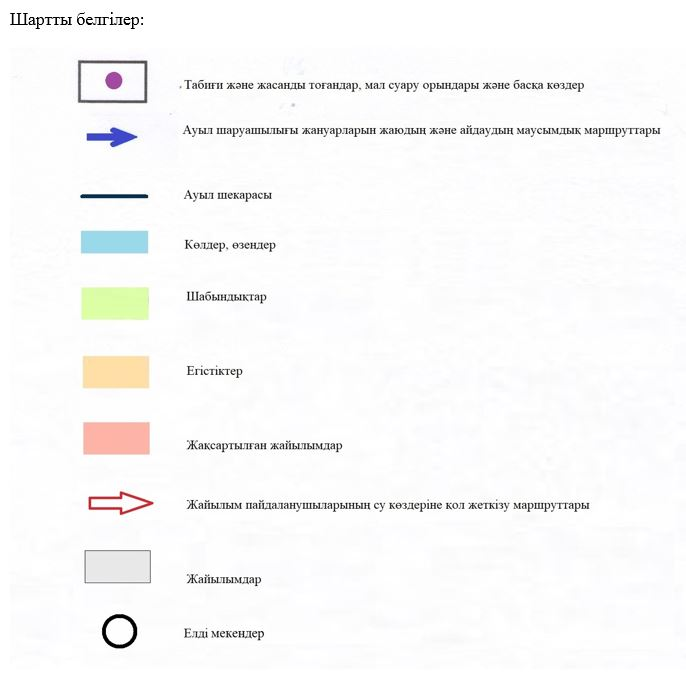 Шартты белгілер:
Табиғи және жасанды тоғандар, мал суару орындары және баска көздер
Ауыл шаруашылығы жануарларын жаюдың және айдаудың маусымдық маршруттары
Ауыл шекарасы
Көлдер, өзендер
Шабындықтар
Егістіктер
Жақсартылған жайылымдар
Жайылым пайдаланушыларының су көздеріне қол жеткізу маршруттары
Жайылымдар
Елді мекендер